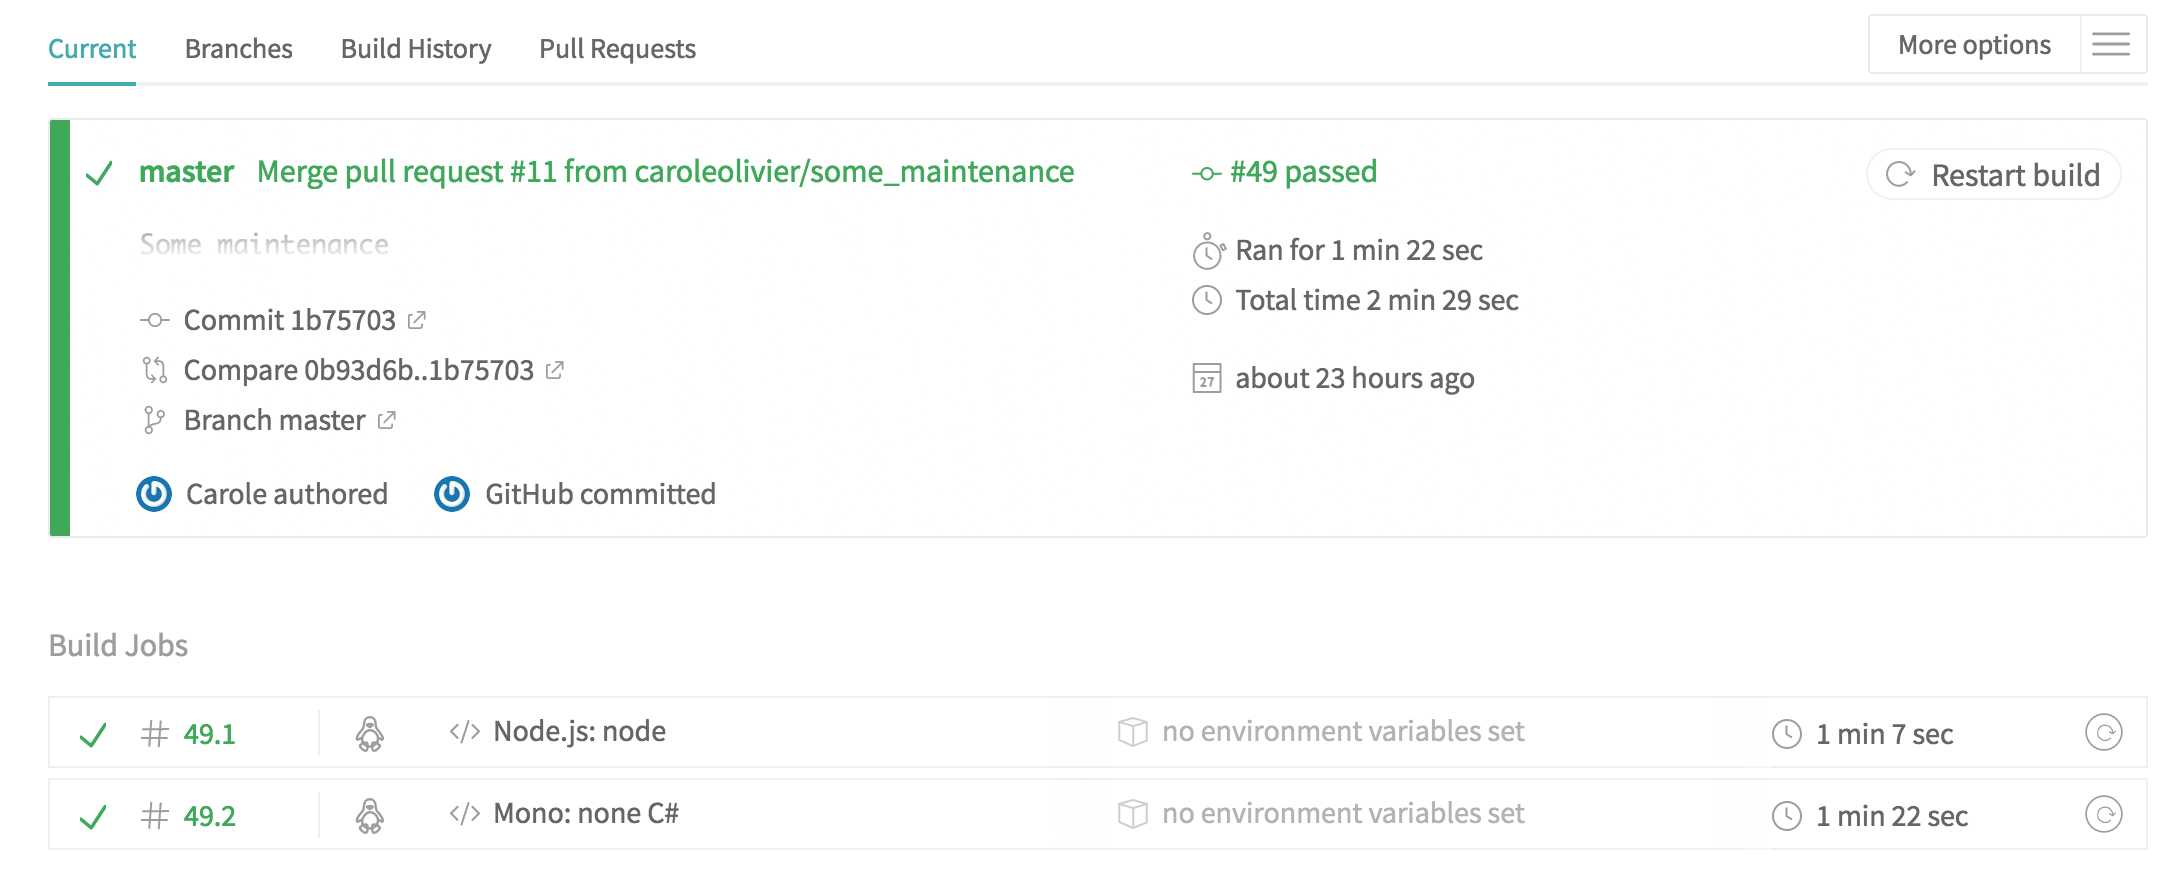 Current Branches Build History Pull Requests More options
master Merge pull request #11 from caroleolivier/some_maintenance #49 passed Restart build
Some maintenance
Ran for 1 min 22 sec
Total time 2 min 29 sec
Commit 1b75703
Compare 0b93d6b..1b75703
27 about 23 hours ago
Branch master
Carole authored GitHub committed
Build Jobs
# 49.1 </> Node.js: node no environment variables set 1 min 7 sec
# 49.2 </> Mono: none C# no environment variables set 1 min 22 sec